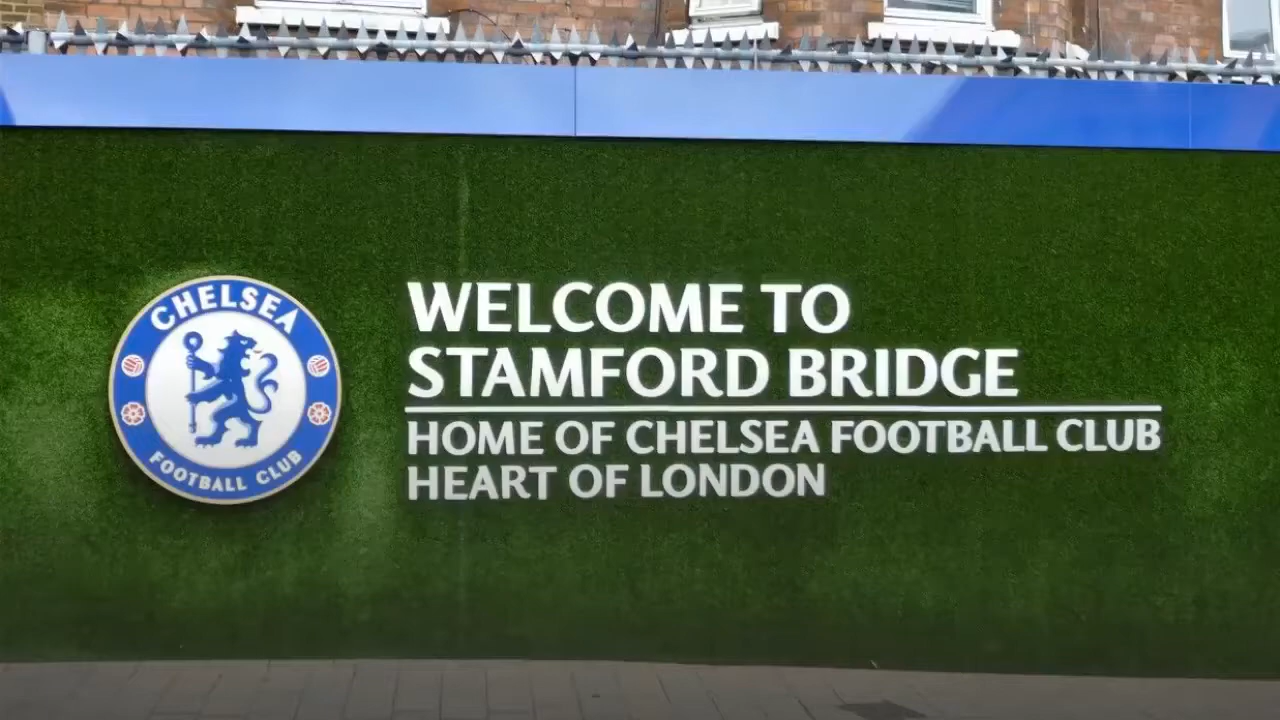 CHELSEA
FOOTBALL CLUB
WELCOME TO
STAMFORD BRIDGE
HOME OF CHELSEA FOOTBALL CLUB
HEART OF LONDON